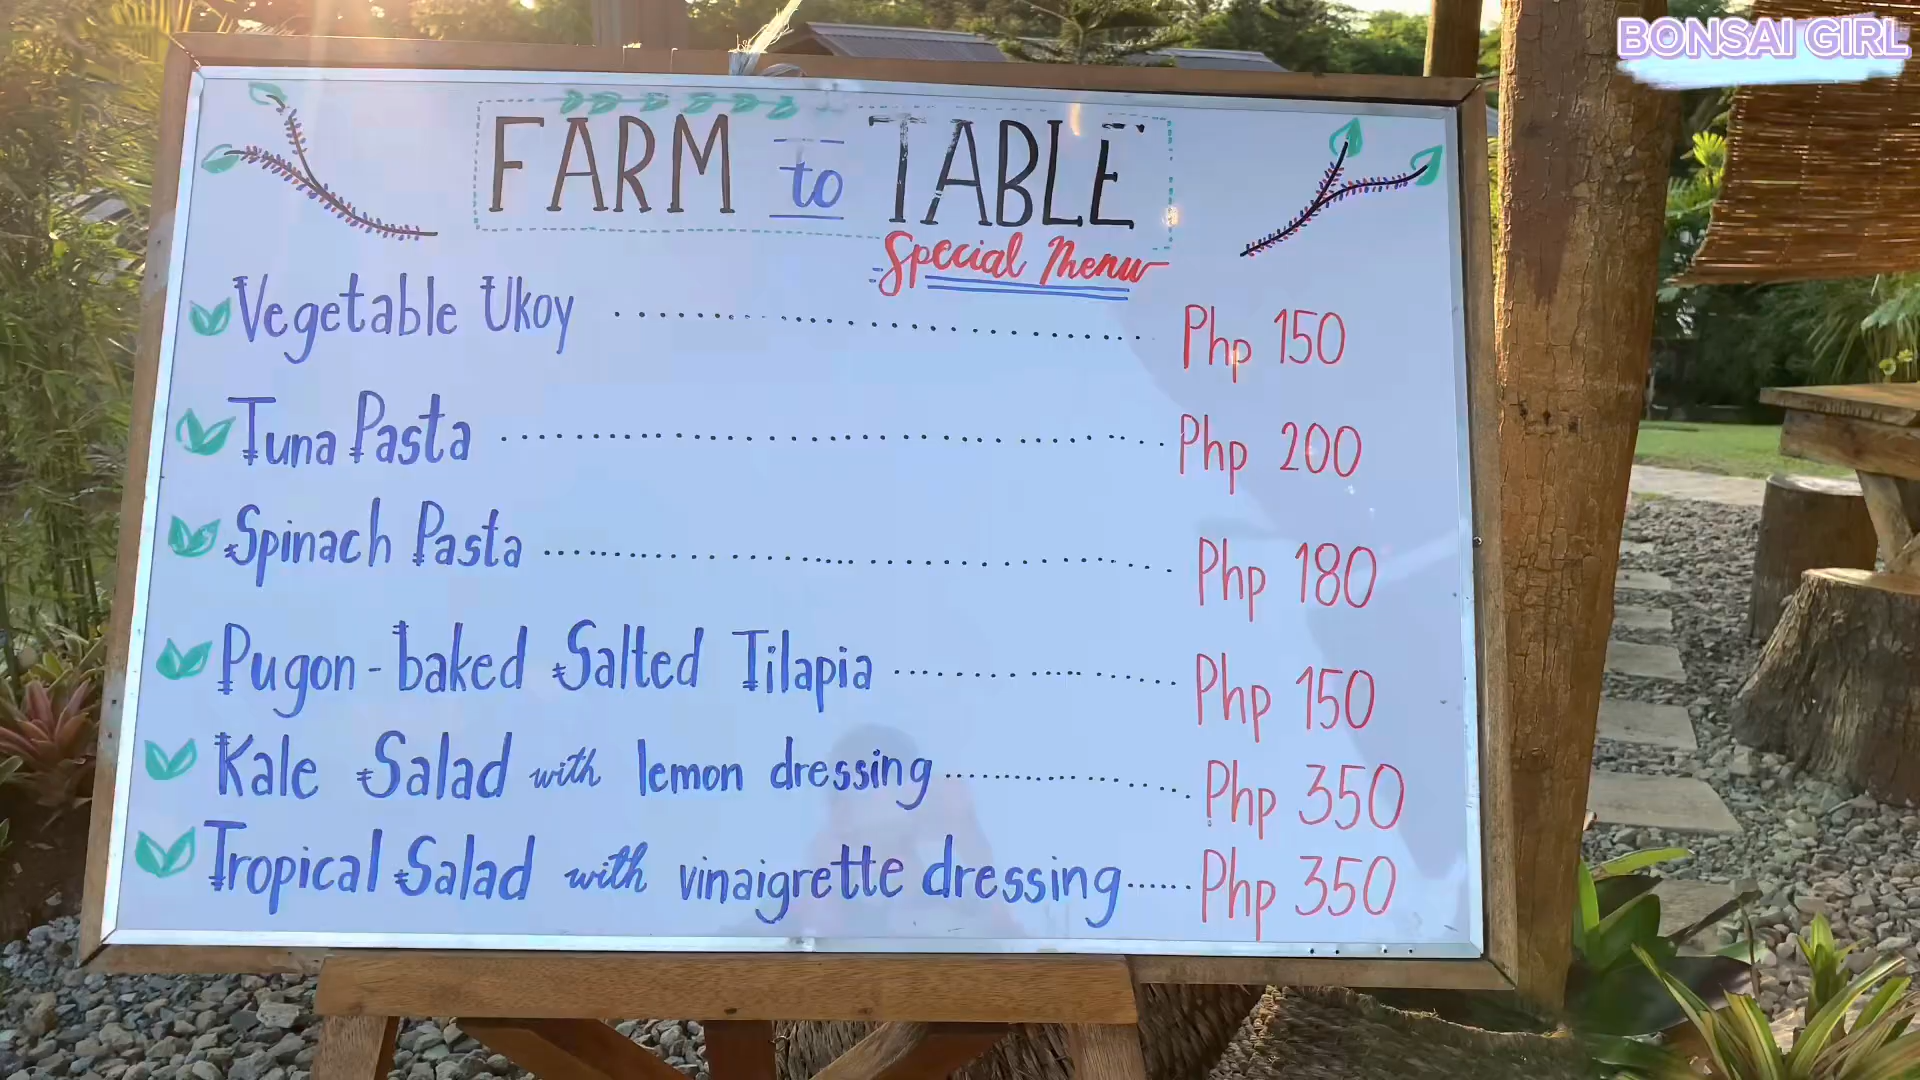 BONSAI GIRL
FARM to TABLE
Special Menu
Vegetable Ukoy .......... Php 150
Tuna Pasta .......... Php 200
Spinach Pasta .......... Php 180
Pugon-baked Salted Tilapia .......... Php 150
Kale Salad with lemon dressing .......... Php 350
Tropical Salad with vinaigrette dressing ...... Php 350